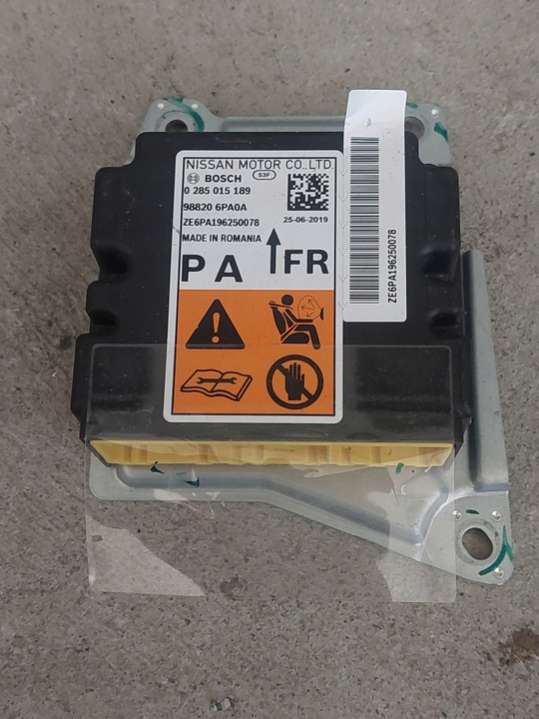 NISSAN MOTOR CO.,LTD.
BOSCH S3F
0 285 015 189
98820 6PA0A
ZE6PA196250078
25-06-2019
MADE IN ROMANIA
PA FR
ZE6PA196250078